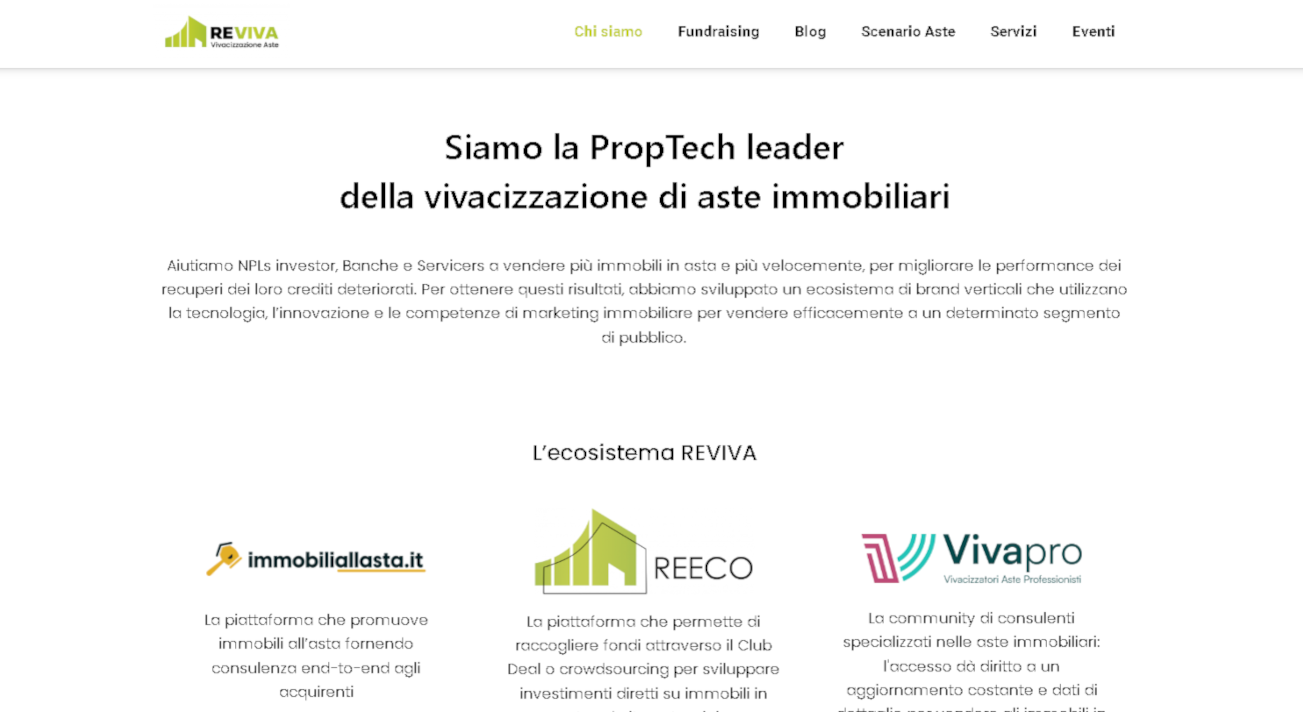 REVIVA
Vivacizzazione Aste
Chi siamo
Fundraising
Blog
Scenario Aste
Servizi
Eventi
Siamo la PropTech leader
della vivacizzazione di aste immobiliari
Aiutiamo NPLs investor, Banche e Servicers a vendere più immobili in asta e più velocemente, per migliorare le performance dei
recuperi dei loro crediti deteriorati. Per ottenere questi risultati, abbiamo sviluppato un ecosistema di brand verticali che utilizzano
la tecnologia, l’innovazione e le competenze di marketing immobiliare per vendere efficacemente a un determinato segmento
di pubblico.
L’ecosistema REVIVA
immobiliallasta.it
La piattaforma che promuove
immobili all’asta fornendo
consulenza end-to-end agli
acquirenti
REECO
La piattaforma che permette di
raccogliere fondi attraverso il Club
Deal o crowdsourcing per sviluppare
investimenti diretti su immobili in
Vivapro
Vivacizzatori Aste Professionisti
La community di consulenti
specializzati nelle aste immobiliari:
l'accesso dà diritto a un
aggiornamento costante e dati di